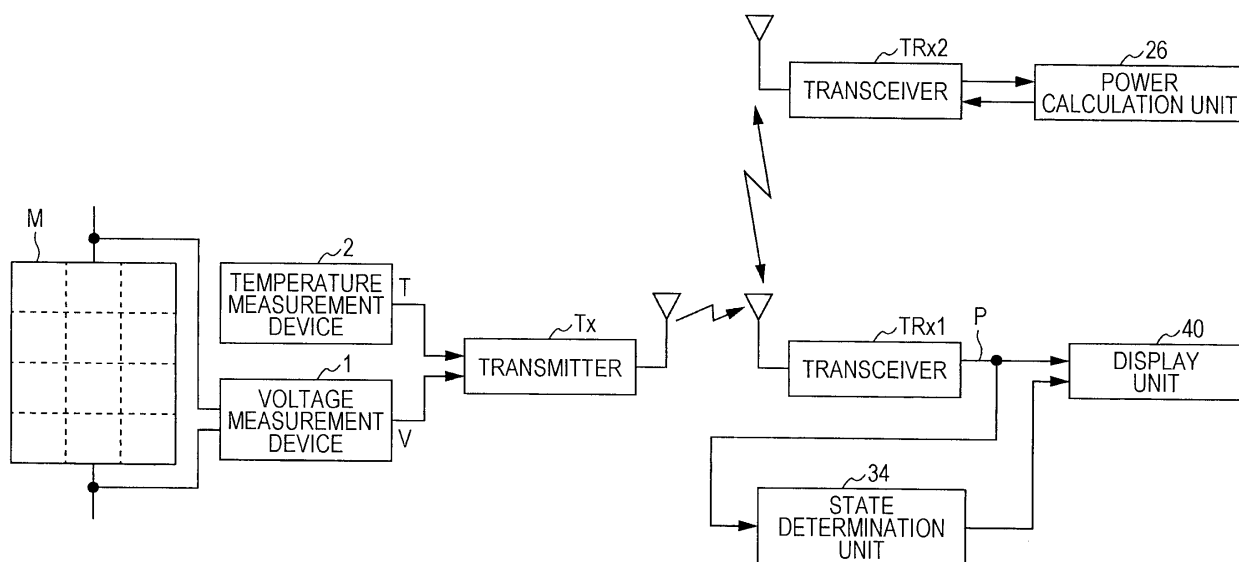 TRx2
TRANSCEIVER
26
POWER
CALCULATION UNIT
M
2
TEMPERATURE
MEASUREMENT
DEVICE
T
Tx
TRANSMITTER
1
VOLTAGE
MEASUREMENT
DEVICE
V
TRx1
TRANSCEIVER
P
40
DISPLAY
UNIT
34
STATE
DETERMINATION
UNIT